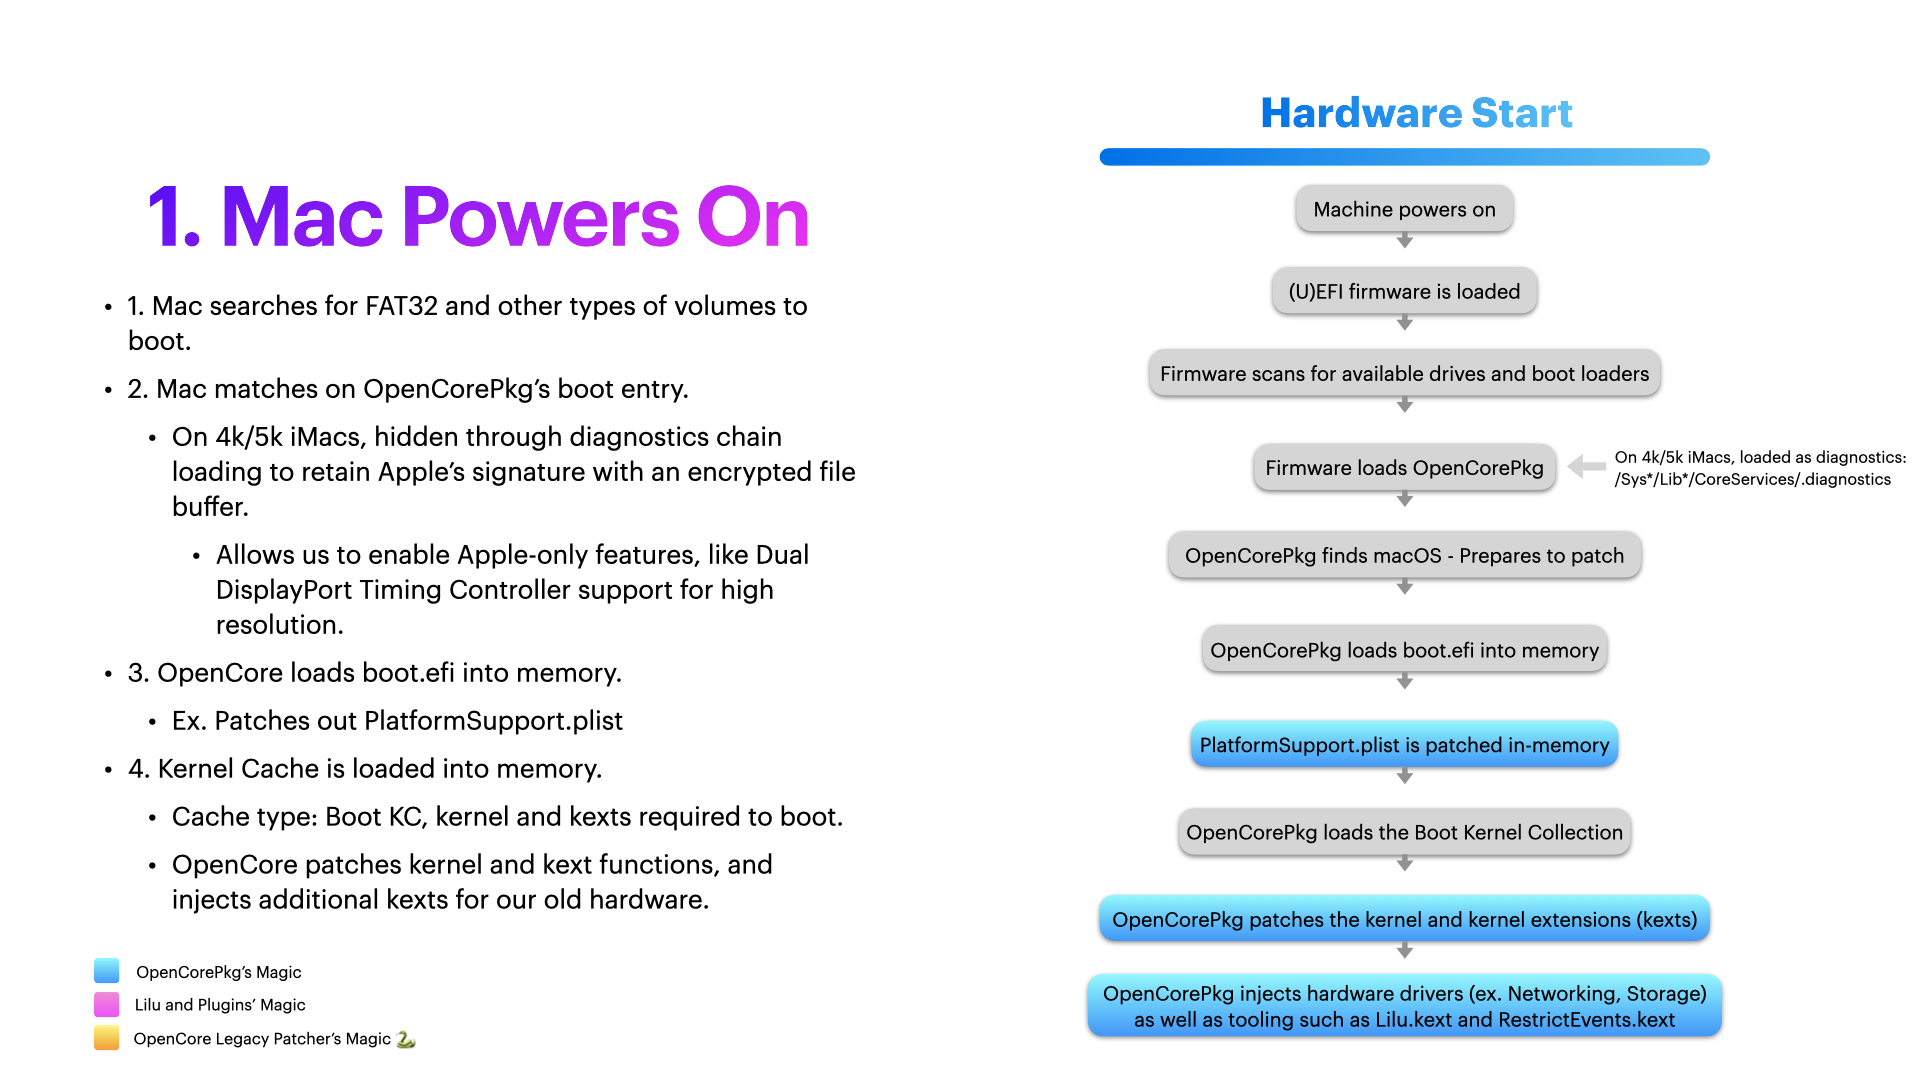 1. Mac Powers On
• 1. Mac searches for FAT32 and other types of volumes to
boot.
• 2. Mac matches on OpenCorePkg’s boot entry.
• On 4k/5k iMacs, hidden through diagnostics chain
loading to retain Apple’s signature with an encrypted file
buffer.
• Allows us to enable Apple-only features, like Dual
DisplayPort Timing Controller support for high
resolution.
• 3. OpenCore loads boot.efi into memory.
• Ex. Patches out PlatformSupport.plist
• 4. Kernel Cache is loaded into memory.
• Cache type: Boot KC, kernel and kexts required to boot.
• OpenCore patches kernel and kext functions, and
injects additional kexts for our old hardware.
OpenCorePkg’s Magic
Lilu and Plugins’ Magic
OpenCore Legacy Patcher’s Magic 🐍
Hardware Start
Machine powers on
(U)EFI firmware is loaded
Firmware scans for available drives and boot loaders
Firmware loads OpenCorePkg
On 4k/5k iMacs, loaded as diagnostics:
/Sys*/Lib*/CoreServices/.diagnostics
OpenCorePkg finds macOS - Prepares to patch
OpenCorePkg loads boot.efi into memory
PlatformSupport.plist is patched in-memory
OpenCorePkg loads the Boot Kernel Collection
OpenCorePkg patches the kernel and kernel extensions (kexts)
OpenCorePkg injects hardware drivers (ex. Networking, Storage)
as well as tooling such as Lilu.kext and RestrictEvents.kext